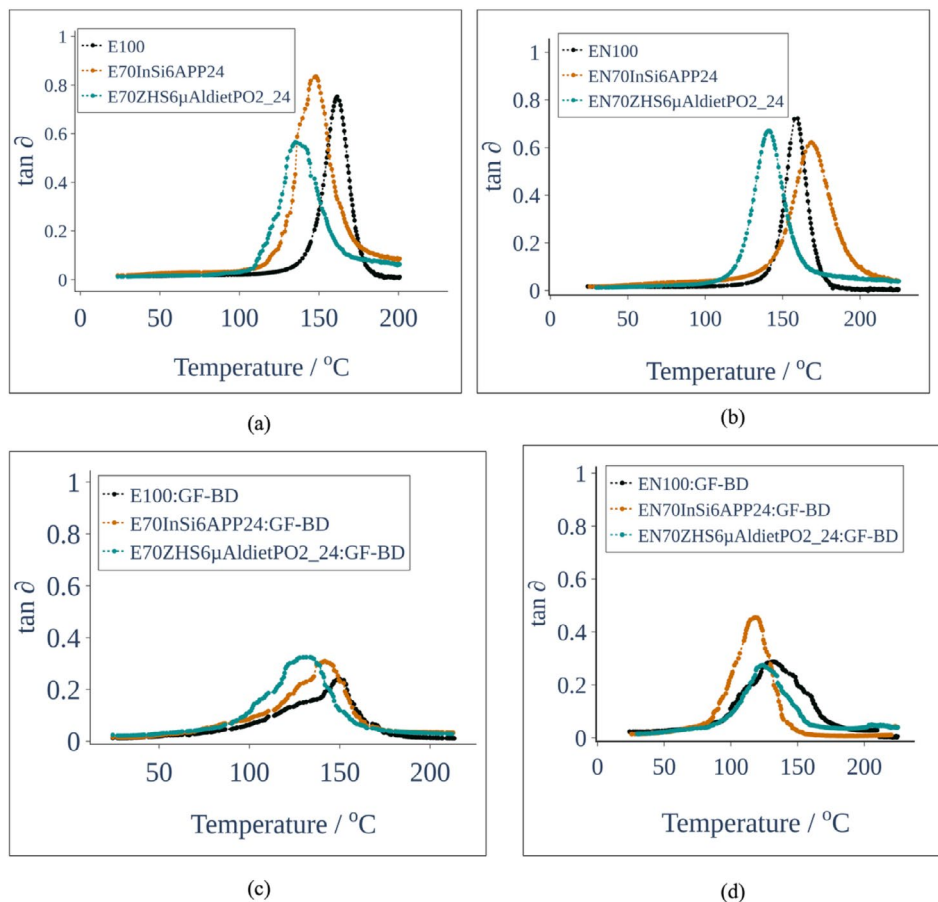 1
0.8
0.6
0.4
0.2
0
tan ∂
E100
E70InSi6APP24
E70ZHS6µAldietPO2_24
0 50 100 150 200
Temperature / °C
(a)
1
0.8
0.6
0.4
0.2
0
tan ∂
EN100
EN70InSi6APP24
EN70ZHS6µAldietPO2_24
0 50 100 150 200
Temperature / °C
(b)
1
0.8
0.6
0.4
0.2
0
tan ∂
E100:GF-BD
E70InSi6APP24:GF-BD
E70ZHS6µAldietPO2_24:GF-BD
50 100 150 200
Temperature / °C
(c)
1
0.8
0.6
0.4
0.2
0
tan ∂
EN100:GF-BD
EN70InSi6APP24:GF-BD
EN70ZHS6µAldietPO2_24:GF-BD
0 50 100 150 200
Temperature / °C
(d)